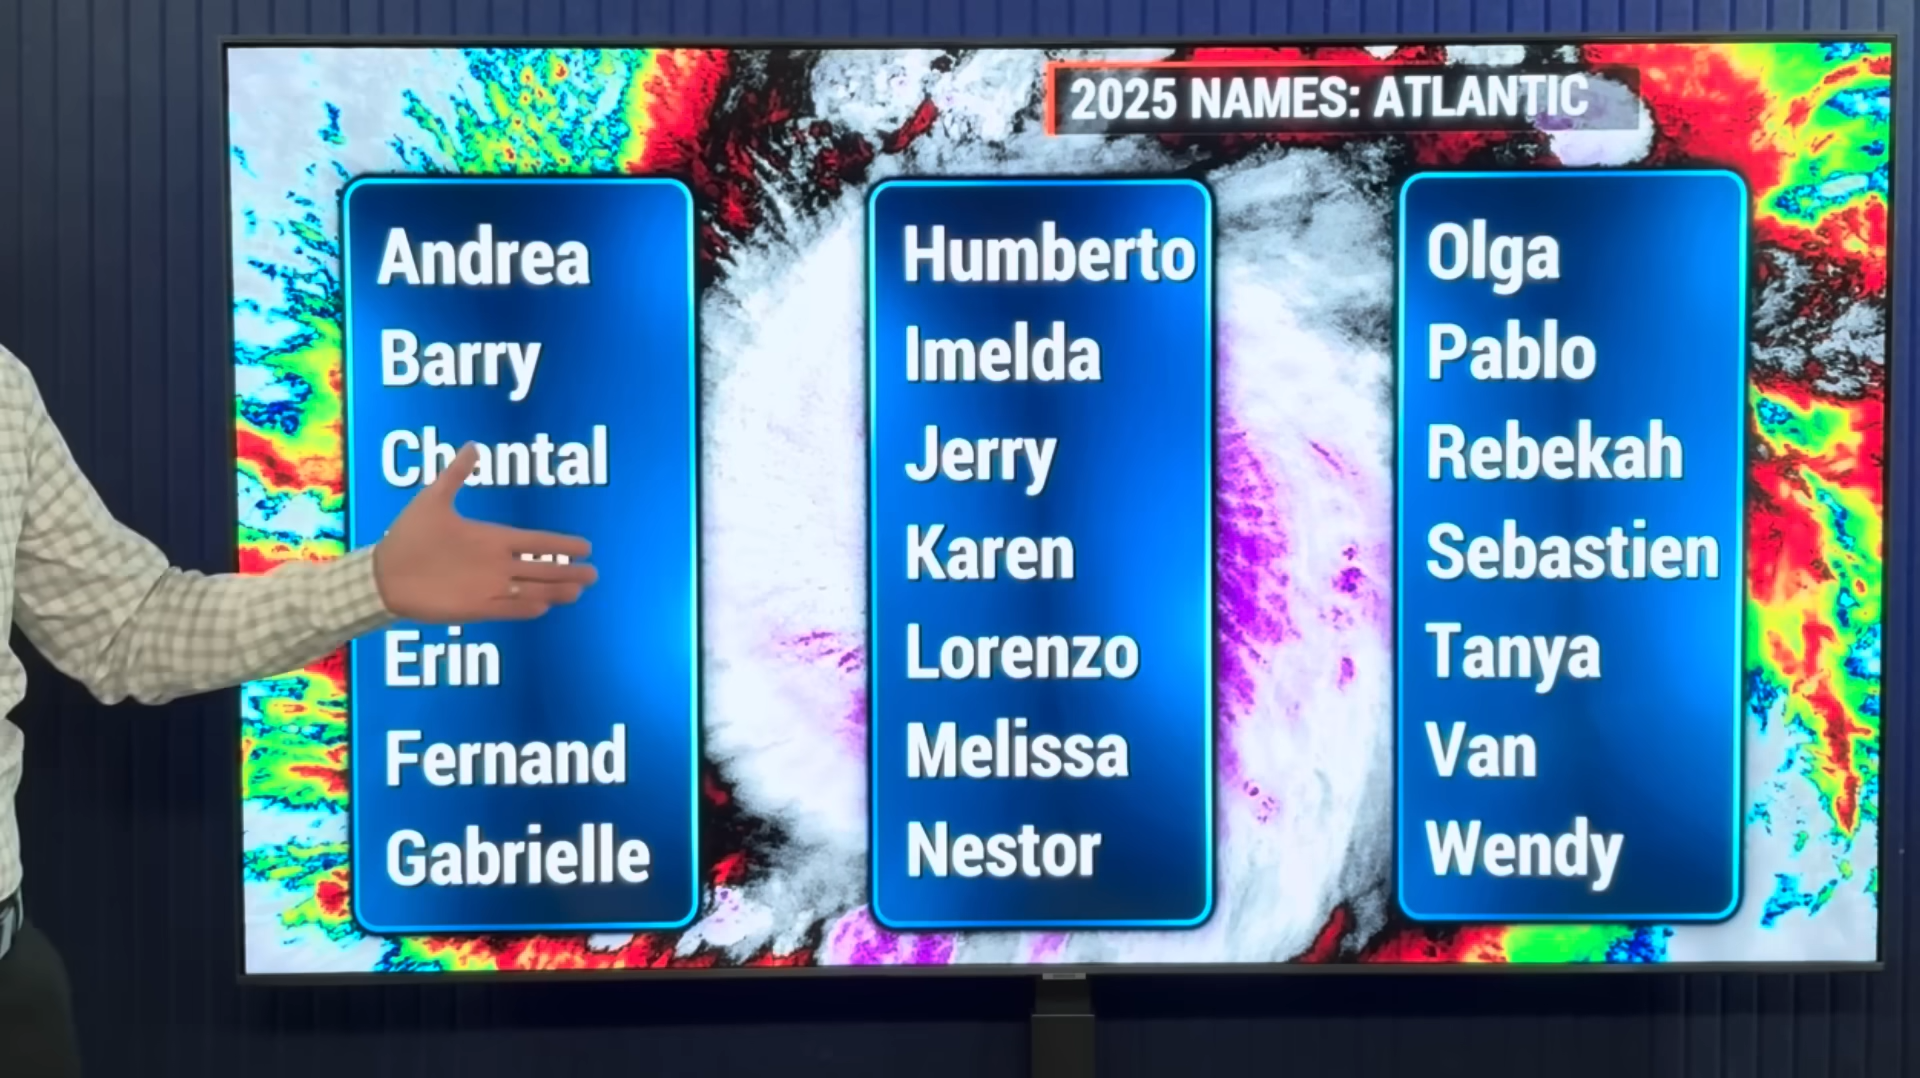 2025 NAMES: ATLANTIC
Andrea
Barry
Chantal
Erin
Fernand
Gabrielle
Humberto
Imelda
Jerry
Karen
Lorenzo
Melissa
Nestor
Olga
Pablo
Rebekah
Sebastien
Tanya
Van
Wendy